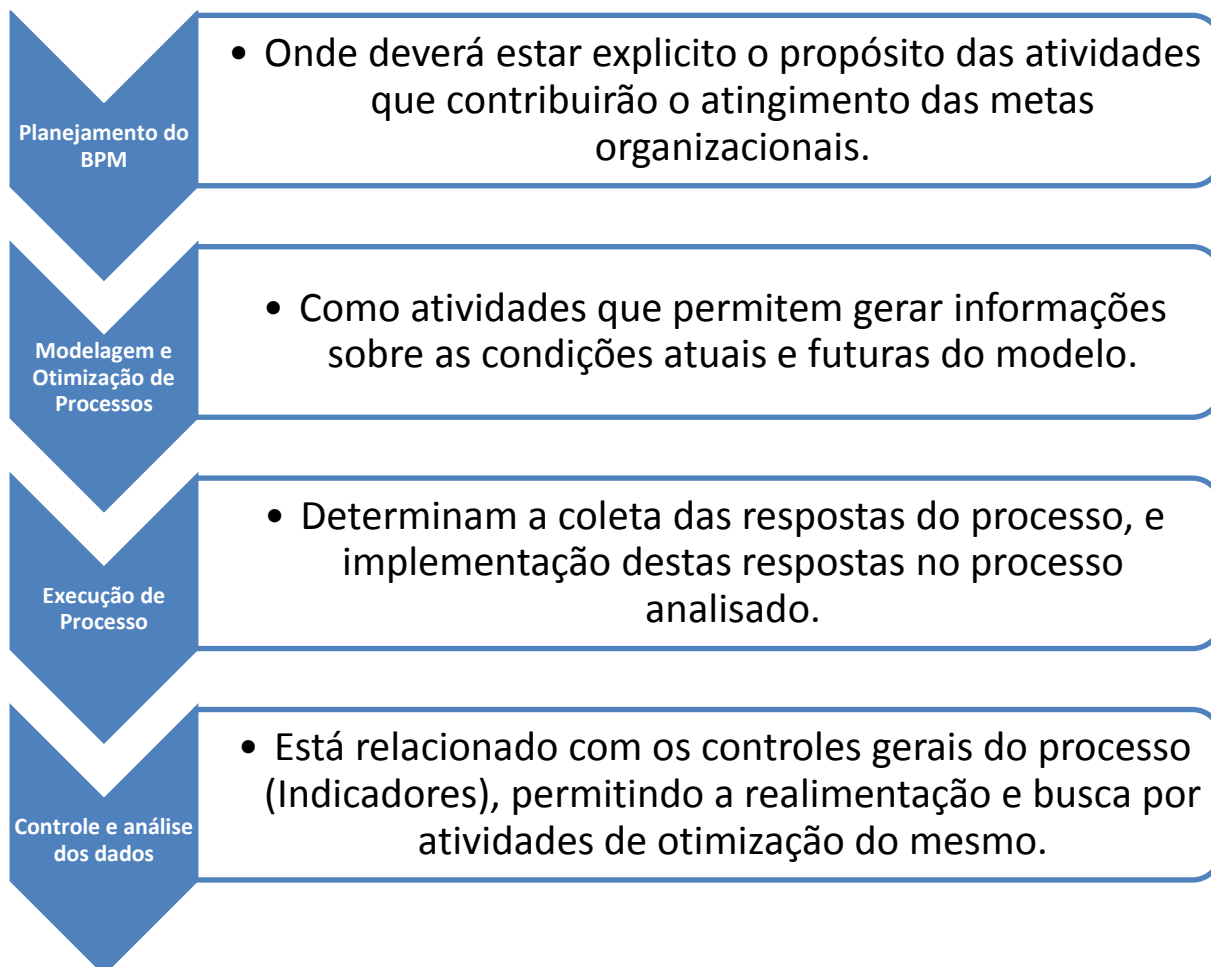 Planejamento do
BPM
• Onde deverá estar explicito o propósito das atividades
que contribuirão o atingimento das metas
organizacionais.
Modelagem e
Otimização de
Processos
• Como atividades que permitem gerar informações
sobre as condições atuais e futuras do modelo.
Execução de
Processo
• Determinam a coleta das respostas do processo, e
implementação destas respostas no processo
analisado.
Controle e análise
dos dados
• Está relacionado com os controles gerais do processo
(Indicadores), permitindo a realimentação e busca por
atividades de otimização do mesmo.